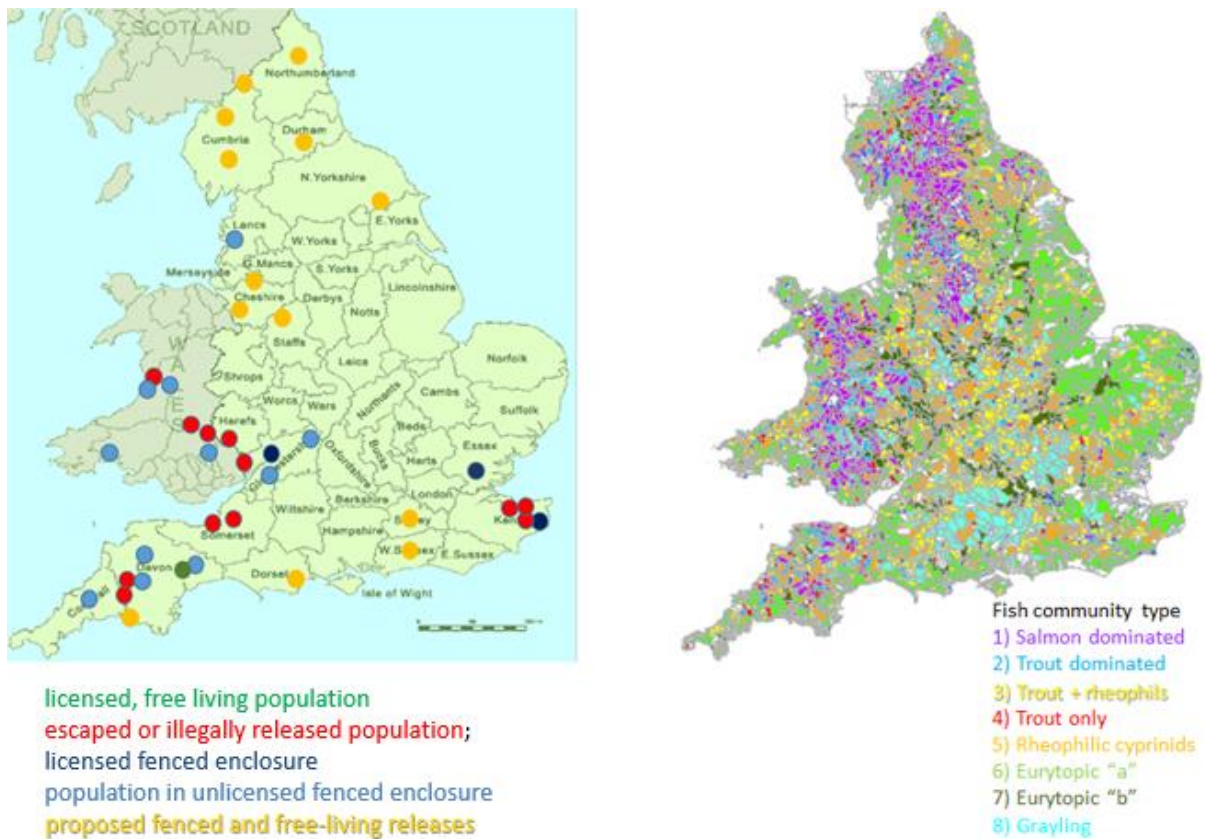 SCOTLAND
Northumberland
Cumbria
Durham
N.Yorkshire
E.Yorks
Lancs
W.Yorks
G.Mancs
Merseyside
S.Yorks
Cheshire
Derbys
Lincolnshire
Notts
Staffs
WALES
Shrops
Leics
Norfolk
Worcs
Wars
Northants
Cambs
Suffolk
Herefs
Beds
Bucks
Herts
Essex
Oxfordshire
Berkshire
London
Wiltshire
Hampshire
Somerset
W.Sussex
E.Sussex
Devon
Dorset
Isle of Wight
Cornwall
licensed, free living population
escaped or illegally released population;
licensed fenced enclosure
population in unlicensed fenced enclosure
proposed fenced and free-living releases
Fish community type
1) Salmon dominated
2) Trout dominated
3) Trout + rheophils
4) Trout only
5) Rheophilic cyprinids
6) Eurytopic "a"
7) Eurytopic "b"
8) Grayling